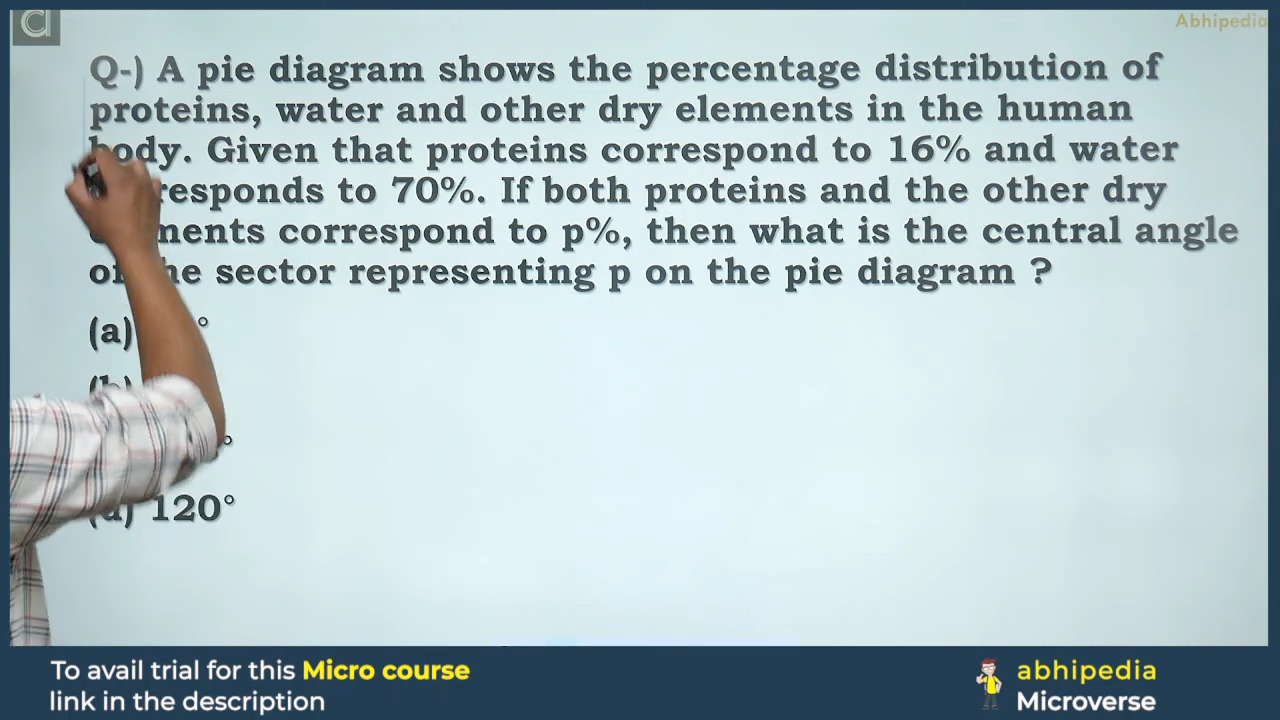 Abhipedia
Q-) A pie diagram shows the percentage distribution of
proteins, water and other dry elements in the human
body. Given that proteins correspond to 16% and water
responds to 70%. If both proteins and the other dry
ments correspond to p%, then what is the central angle
the sector representing p on the pie diagram ?
(a) °
(b)
°
(d) 120°
To avail trial for this Micro course
link in the description
abhipedia
Microverse